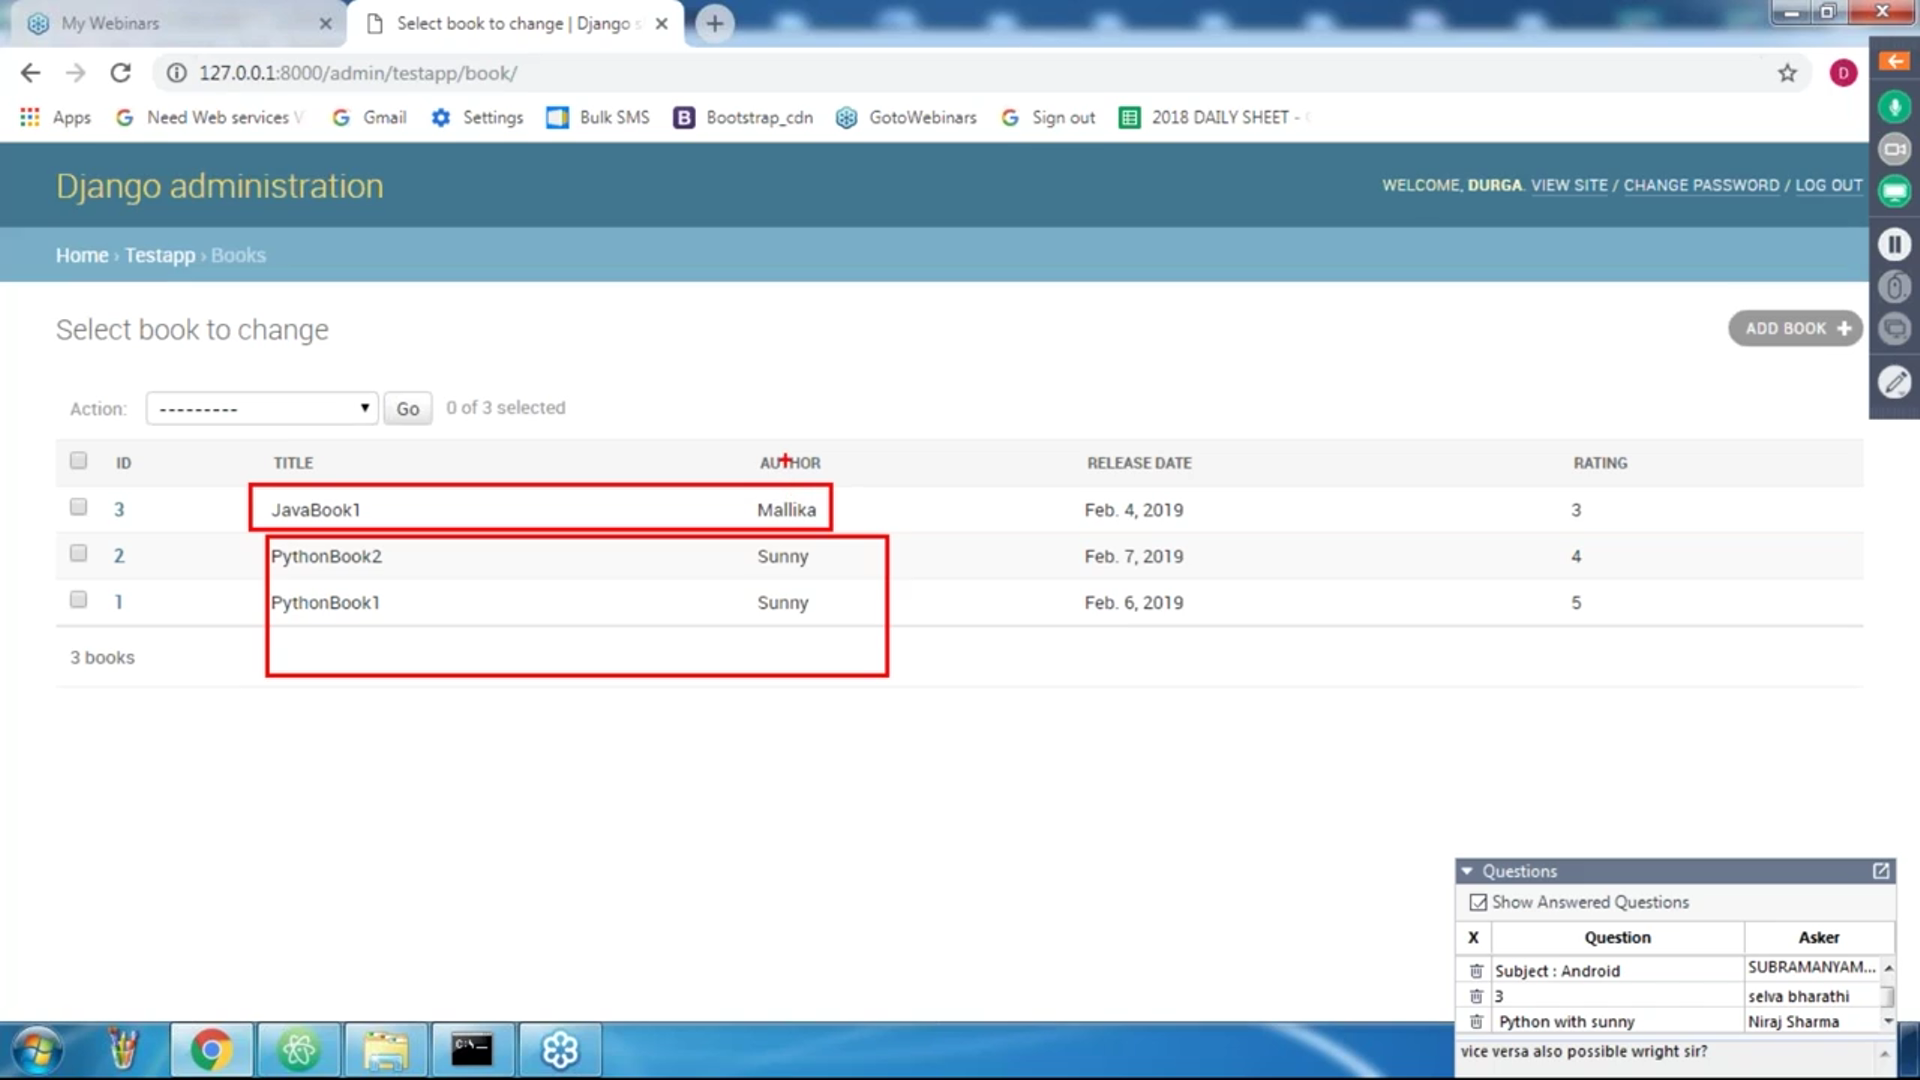 My Webinars
Select book to change | Django s
127.0.0.1:8000/admin/testapp/book/
D
Apps
Need Web services
Gmail
Settings
Bulk SMS
B Bootstrap_cdn
GotoWebinars
Sign out
2018 DAILY SHEET -
Django administration
WELCOME, DURGA. VIEW SITE / CHANGE PASSWORD / LOG OUT
Home › Testapp › Books
Select book to change
ADD BOOK +
Action: --------- Go 0 of 3 selected
ID TITLE AUTHOR RELEASE DATE RATING
3 JavaBook1 Mallika Feb. 4, 2019 3
2 PythonBook2 Sunny Feb. 7, 2019 4
1 PythonBook1 Sunny Feb. 6, 2019 5
3 books
Questions
Show Answered Questions
X Question Asker
Subject : Android SUBRAMANYAM...
3 selva bharathi
Python with sunny Niraj Sharma
vice versa also possible wright sir?